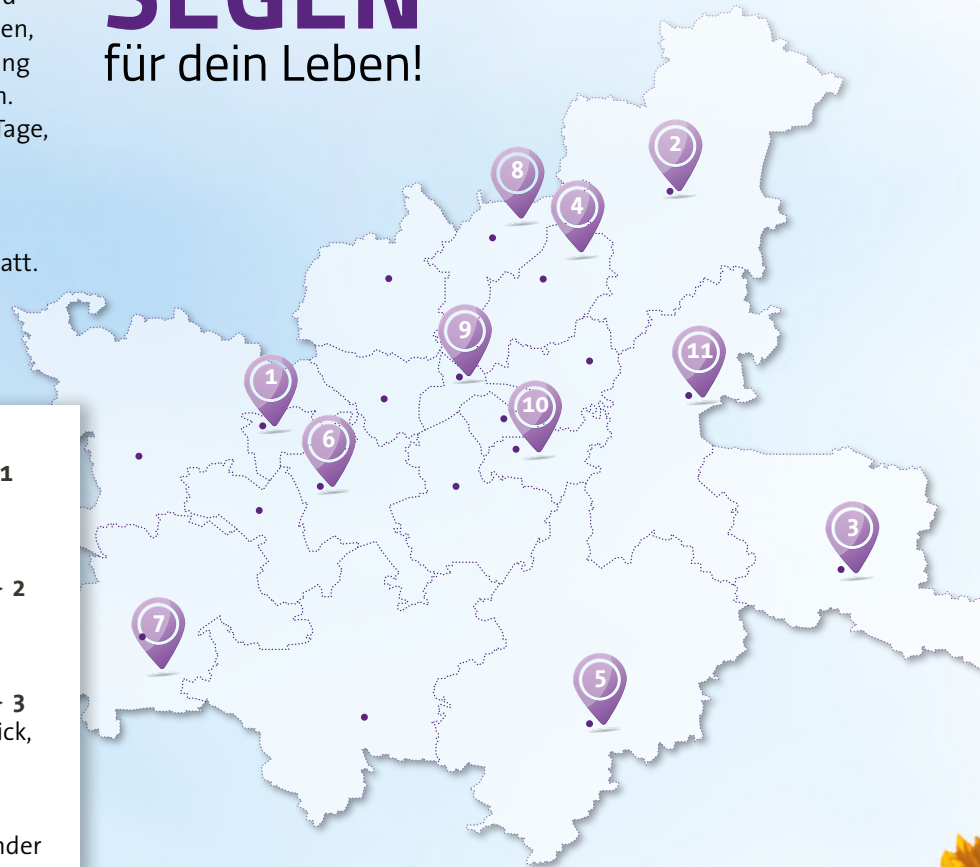 en,
ng
n.
Tage,
att.
SEGEN
für dein Leben!
2
8
4
9
11
1
10
6
3
7
5
1
2
3
ick,
nder